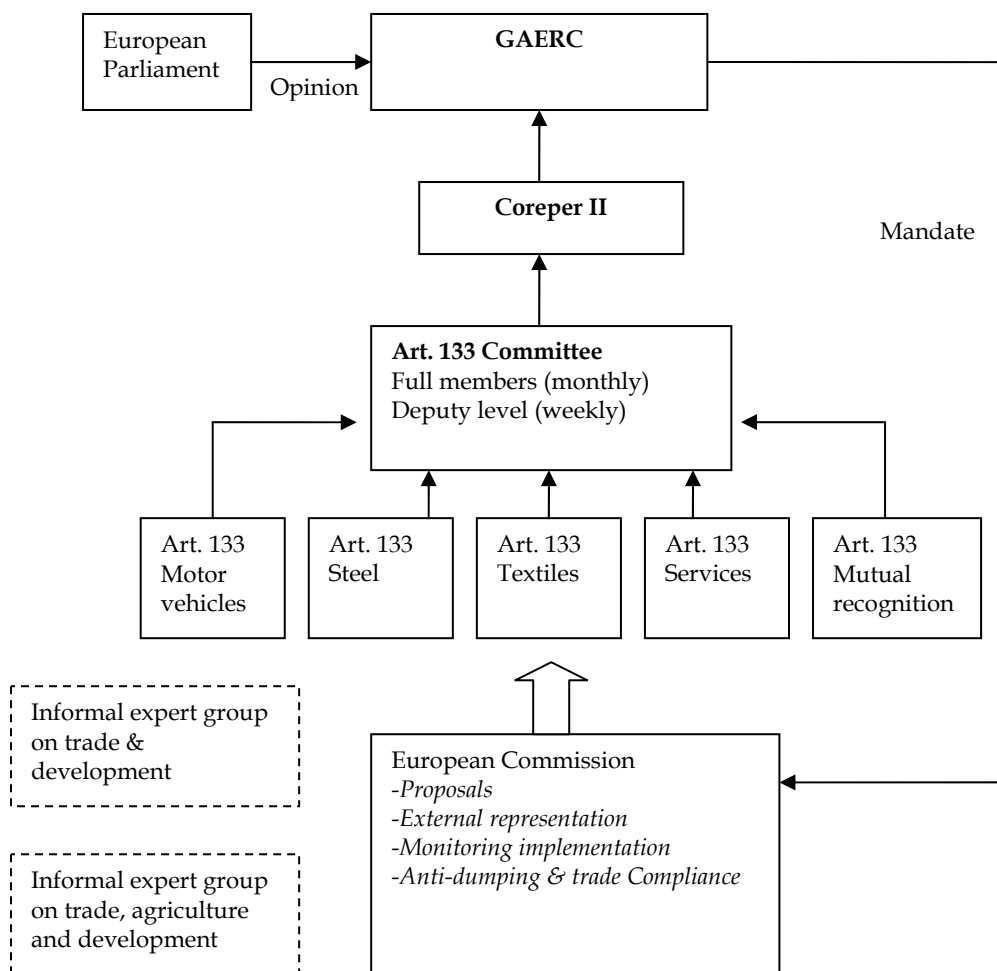 European
Parliament
Opinion
GAERC
Coreper II
Mandate
Art. 133 Committee
Full members (monthly)
Deputy level (weekly)
Art. 133
Motor
vehicles
Art. 133
Steel
Art. 133
Textiles
Art. 133
Services
Art. 133
Mutual
recognition
Informal expert group
on trade &
development
European Commission
-Proposals
-External representation
-Monitoring implementation
-Anti-dumping & trade Compliance
Informal expert group
on trade, agriculture
and development